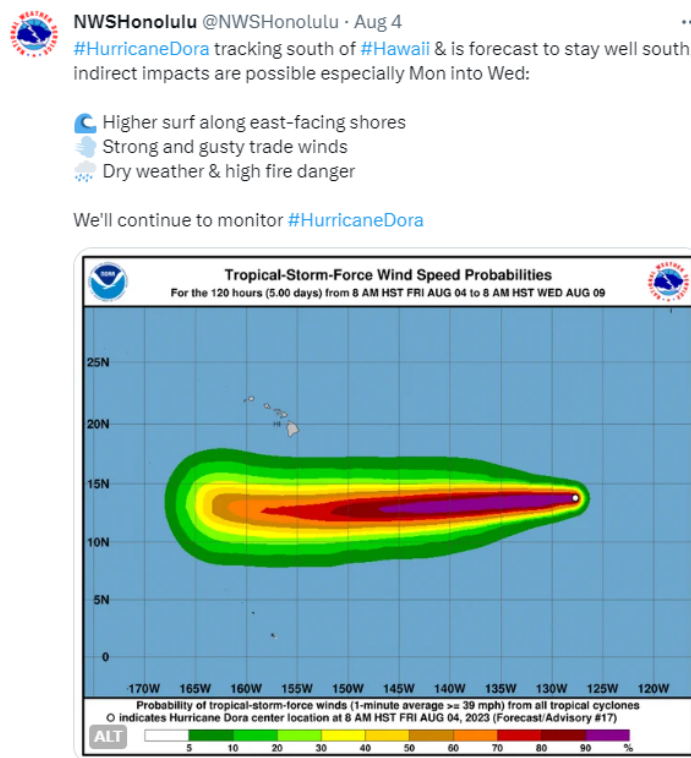 NWSHonolulu @NWSHonolulu · Aug 4
#HurricaneDora tracking south of #Hawaii & is forecast to stay well south
indirect impacts are possible especially Mon into Wed:
🌊 Higher surf along east-facing shores
💨 Strong and gusty trade winds
🌧️ Dry weather & high fire danger
We'll continue to monitor #HurricaneDora
Tropical-Storm-Force Wind Speed Probabilities
For the 120 hours (5.00 days) from 8 AM HST FRI AUG 04 to 8 AM HST WED AUG 09
25N
20N
HI
15N
10N
5N
0
170W 165W 160W 155W 150W 145W 140W 135W 130W 125W 120W
Probability of tropical-storm-force winds (1-minute average >= 39 mph) from all tropical cyclones
O indicates Hurricane Dora center location at 8 AM HST FRI AUG 04, 2023 (Forecast/Advisory #17)
ALT
5 10 20 30 40 50 60 70 80 90 %